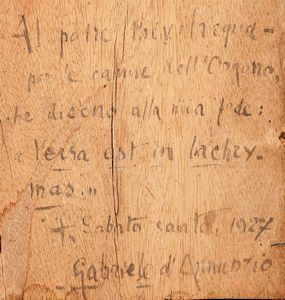 Al padre Bevilacqua -
per le canne dell'Organo,
che dicono alla mia fede:
« Versa est in lachry-
mas. »
+ Sabato santo, 1927
Gabriele d'Annunzio